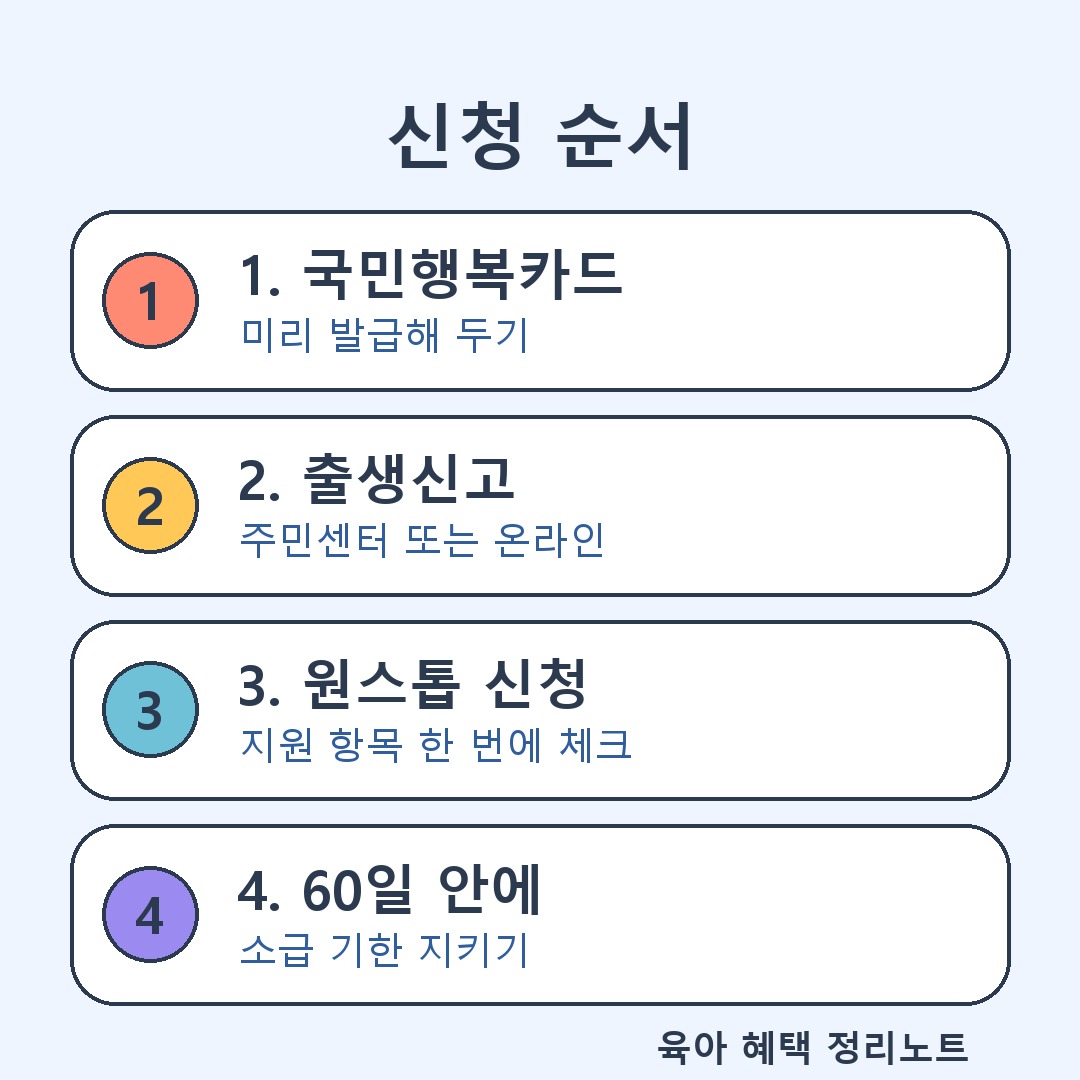 신청 순서
1
1. 국민행복카드
미리 발급해 두기
2
2. 출생신고
주민센터 또는 온라인
3
3. 원스톱 신청
지원 항목 한 번에 체크
4
4. 60일 안에
소급 기한 지키기
육아 혜택 정리노트